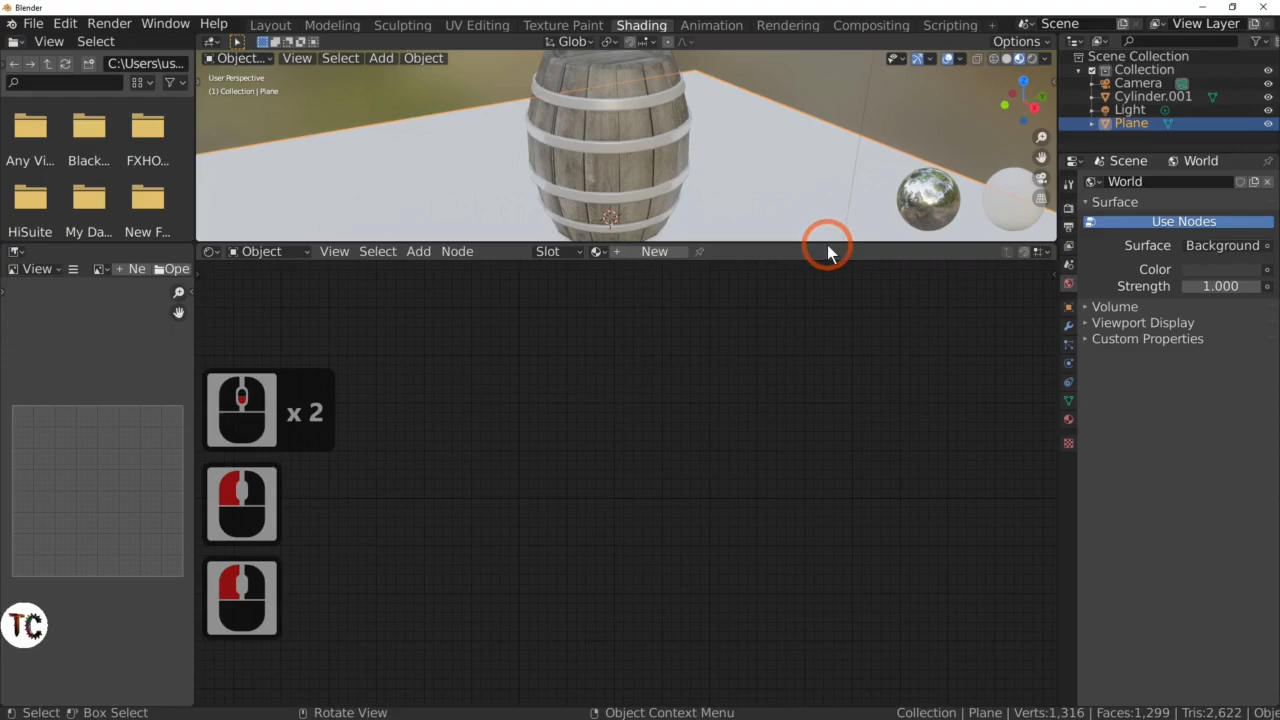 Blender
File Edit Render Window Help
Layout Modeling Sculpting UV Editing Texture Paint Shading Animation Rendering Compositing Scripting +
Scene
View Layer
View Select
Object... View Select Add Object
Glob
Options
C:\Users\us...
User Perspective
(1) Collection | Plane
Any Vi... Black... FXHO...
HiSuite My Da... New F...
Scene Collection
Collection
Camera
Cylinder.001
Light
Plane
Scene World
World
Surface
Use Nodes
Surface Background
Color
Strength 1.000
Volume
Viewport Display
Custom Properties
Object View Select Add Node Slot + New
View + Ne Ope
x 2
TC
Select Box Select Rotate View Object Context Menu Collection | Plane | Verts:1,316 | Faces:1,299 | Tris:2,622 | Obje